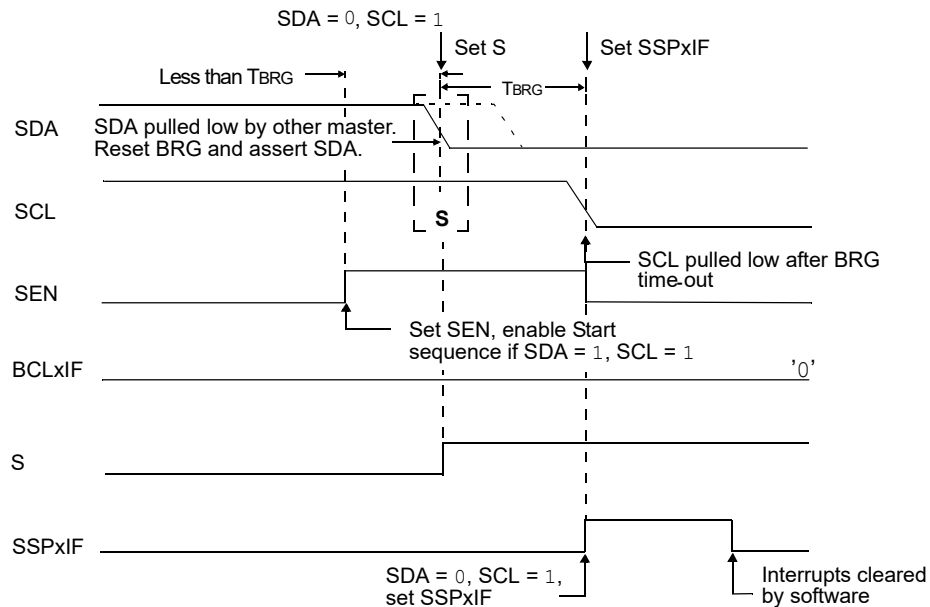 SDA = 0, SCL = 1
Set S
Set SSPxIF
Less than TBRG
TBRG
SDA
SDA pulled low by other master.
Reset BRG and assert SDA.
SCL
S
SCL pulled low after BRG
time-out
SEN
Set SEN, enable Start
sequence if SDA = 1, SCL = 1
BCLxIF
'0'
S
SSPxIF
SDA = 0, SCL = 1,
set SSPxIF
Interrupts cleared
by software